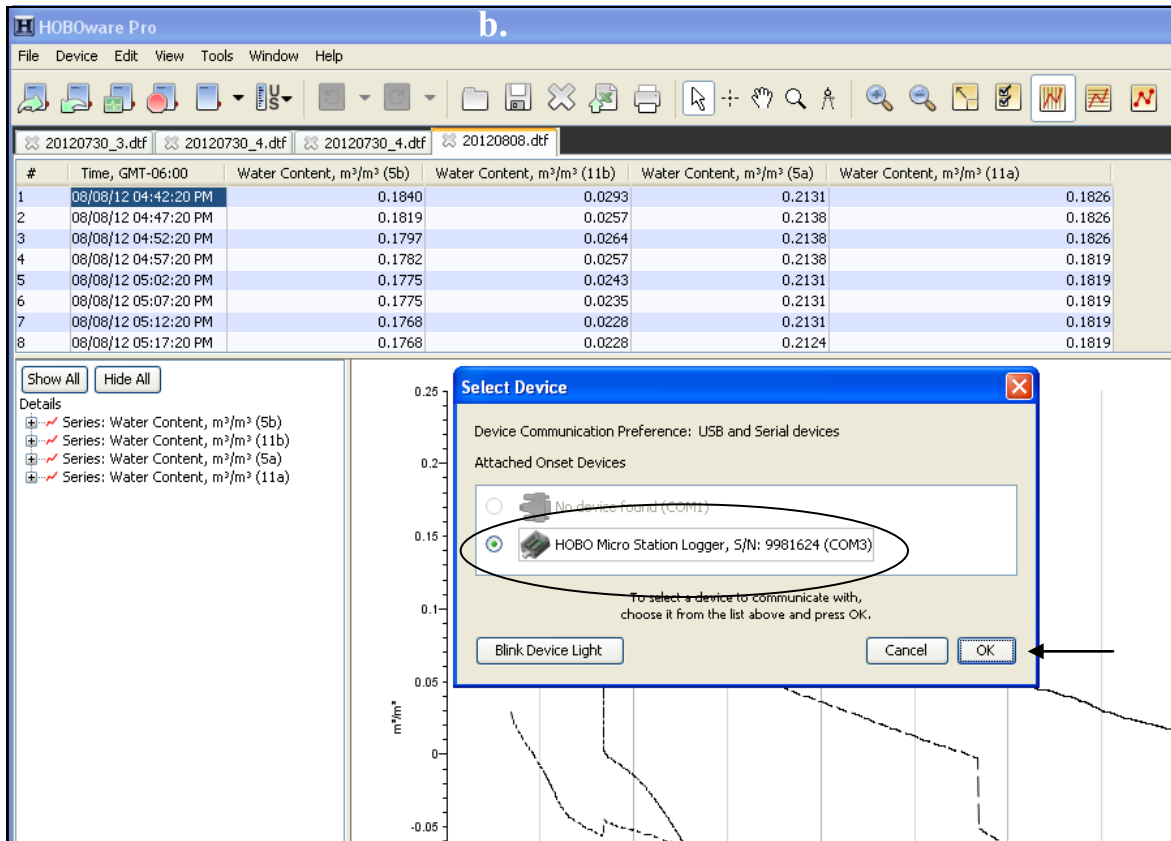 HOBOware Pro
b.
File Device Edit View Tools Window Help
20120730_3.dtf 20120730_4.dtf 20120730_4.dtf 20120808.dtf
# Time, GMT-06:00 Water Content, m³/m³ (5b) Water Content, m³/m³ (11b) Water Content, m³/m³ (5a) Water Content, m³/m³ (11a)
1 08/08/12 04:42:20 PM 0.1840 0.0293 0.2131 0.1826
2 08/08/12 04:47:20 PM 0.1819 0.0257 0.2138 0.1826
3 08/08/12 04:52:20 PM 0.1797 0.0264 0.2138 0.1826
4 08/08/12 04:57:20 PM 0.1782 0.0257 0.2138 0.1819
5 08/08/12 05:02:20 PM 0.1775 0.0243 0.2131 0.1819
6 08/08/12 05:07:20 PM 0.1775 0.0235 0.2131 0.1819
7 08/08/12 05:12:20 PM 0.1768 0.0228 0.2131 0.1819
8 08/08/12 05:17:20 PM 0.1768 0.0228 0.2124 0.1819
Show All Hide All
Details
Series: Water Content, m³/m³ (5b)
Series: Water Content, m³/m³ (11b)
Series: Water Content, m³/m³ (5a)
Series: Water Content, m³/m³ (11a)
0.25
0.2
0.15
0.1
0.05
0
-0.05
m³/m³
Select Device
Device Communication Preference: USB and Serial devices
Attached Onset Devices
No device found (COM1)
HOBO Micro Station Logger, S/N: 9981624 (COM3)
To select a device to communicate with,
choose it from the list above and press OK.
Blink Device Light Cancel OK